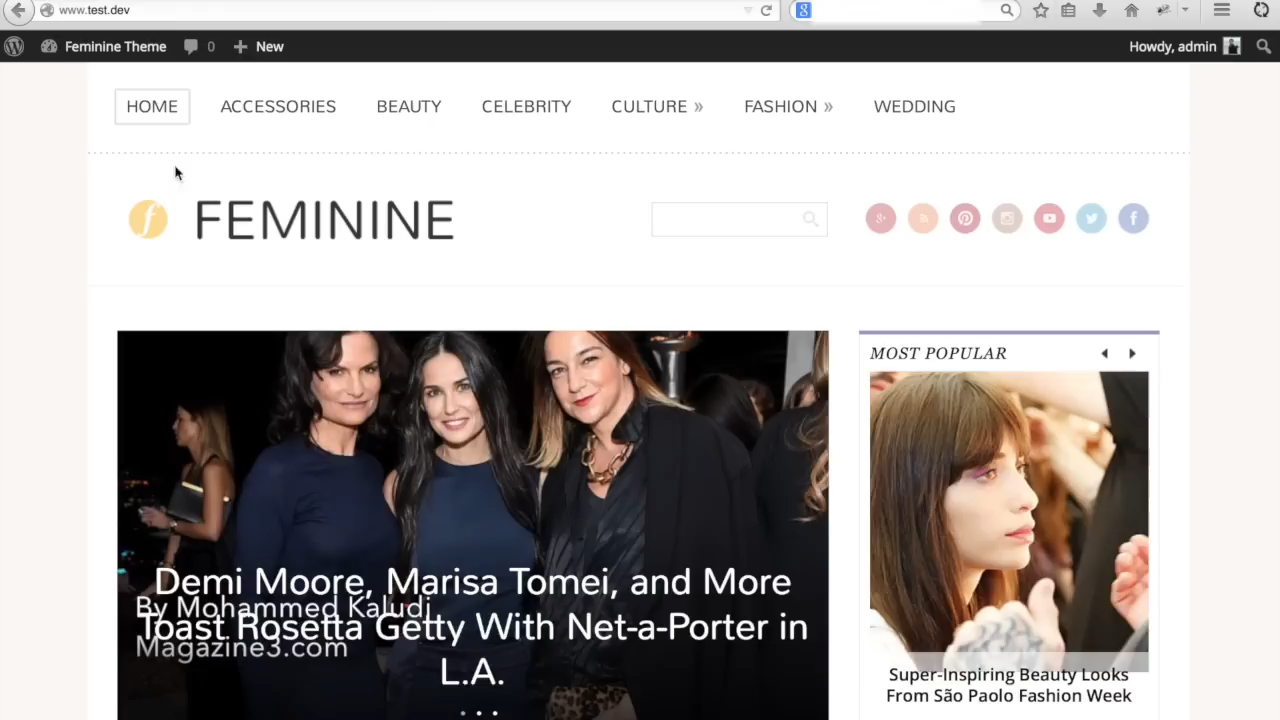 www.test.dev
Feminine Theme 0 New Howdy, admin
HOME ACCESSORIES BEAUTY CELEBRITY CULTURE » FASHION » WEDDING
f FEMININE
MOST POPULAR
Demi Moore, Marisa Tomei, and More
Toast Rosetta Getty With Net-a-Porter in
L.A.
By Mohammed Kaludi
Magazine3.com
Super-Inspiring Beauty Looks
From São Paolo Fashion Week